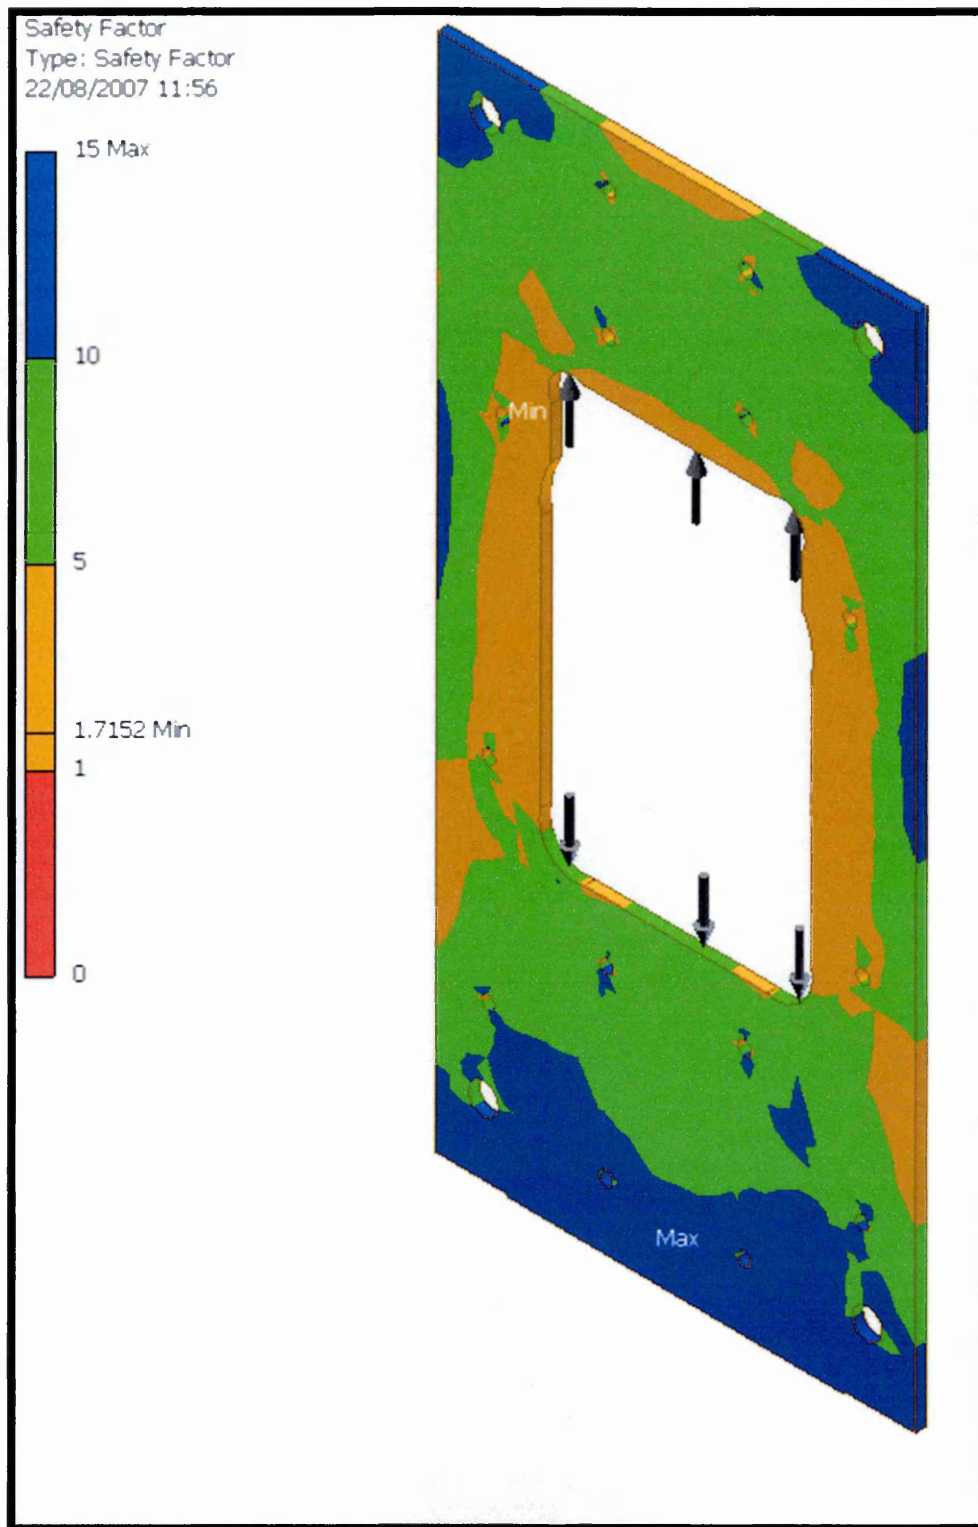 Safety Factor
Type: Safety Factor
22/08/2007 11:56
15 Max
10
5
1.7152 Min
1
0
Min
Max